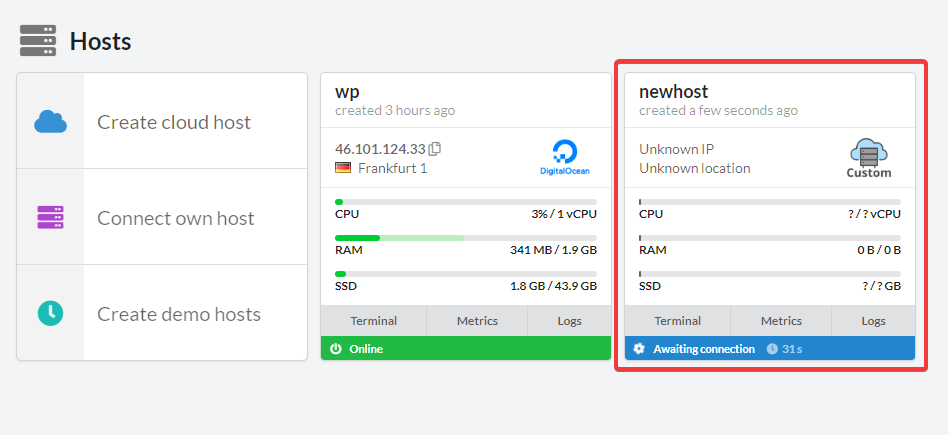 Hosts
Create cloud host
Connect own host
Create demo hosts
wp
created 3 hours ago
46.101.124.33
Frankfurt 1
DigitalOcean
CPU 3% / 1 vCPU
RAM 341 MB / 1.9 GB
SSD 1.8 GB / 43.9 GB
Terminal Metrics Logs
Online
newhost
created a few seconds ago
Unknown IP
Unknown location
Custom
CPU ? / ? vCPU
RAM 0 B / 0 B
SSD ? / ? GB
Terminal Metrics Logs
Awaiting connection 31 s